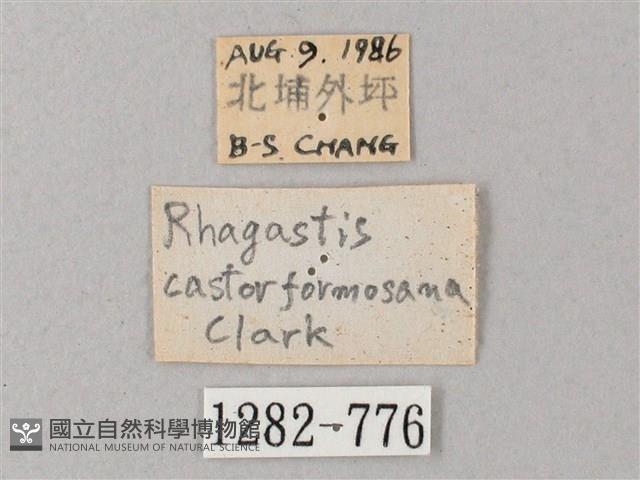 AUG. 9. 1986
北埔外坪
B-S. CHANG
Rhagastis
castor formosana
Clark
1282-776
國立自然科學博物館
NATIONAL MUSEUM OF NATURAL SCIENCE